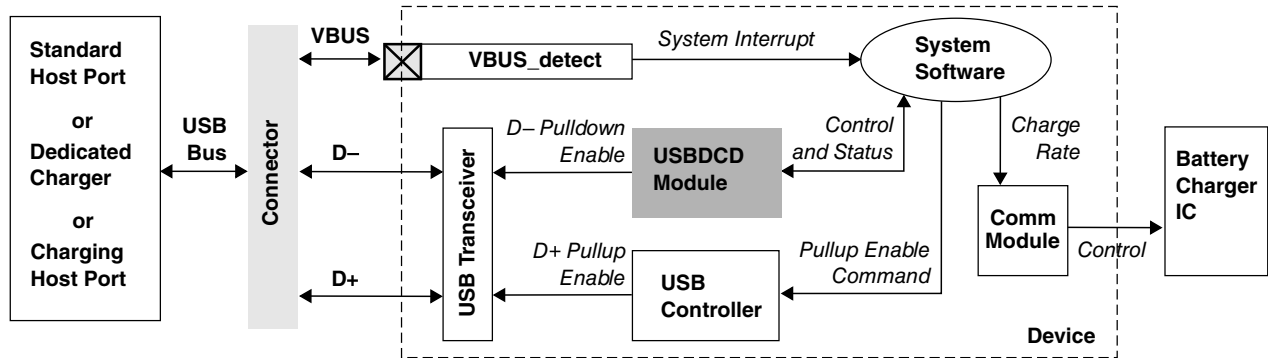 Standard
Host Port
or
Dedicated
Charger
or
Charging
Host Port
USB
Bus
Connector
VBUS
D–
D+
VBUS_detect
System Interrupt
System
Software
USB Transceiver
D– Pulldown
Enable
USBDCD
Module
Control
and Status
Charge
Rate
D+ Pullup
Enable
USB
Controller
Pullup Enable
Command
Comm
Module
Control
Battery
Charger
IC
Device